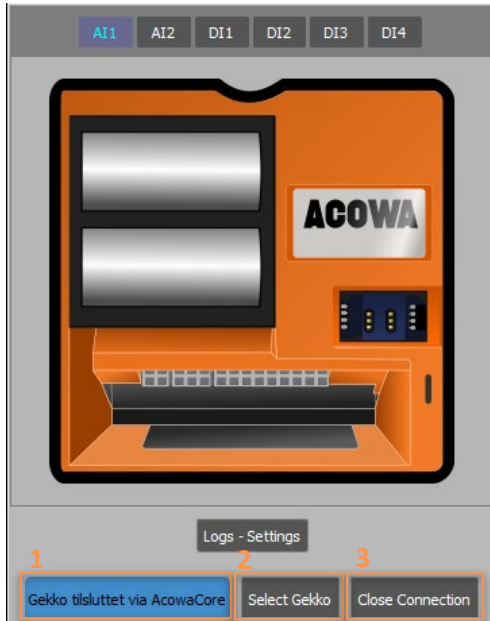 AI1 AI2 DI1 DI2 DI3 DI4
ACOWA
Logs - Settings
1 2 3
Gekko tilsluttet via AcowaCore Select Gekko Close Connection